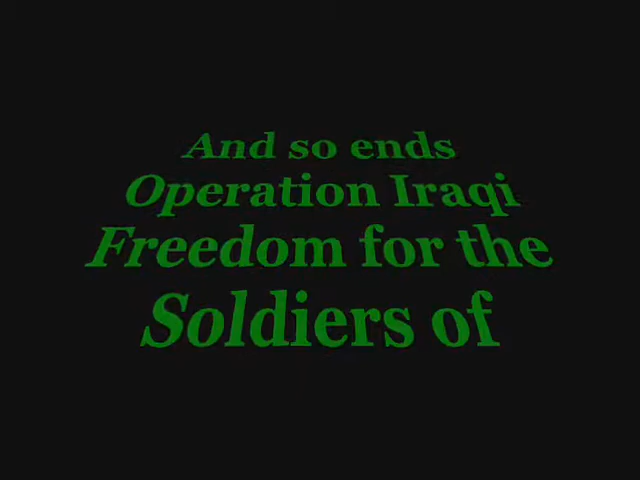 And so ends
Operation Iraqi
Freedom for the
Soldiers of